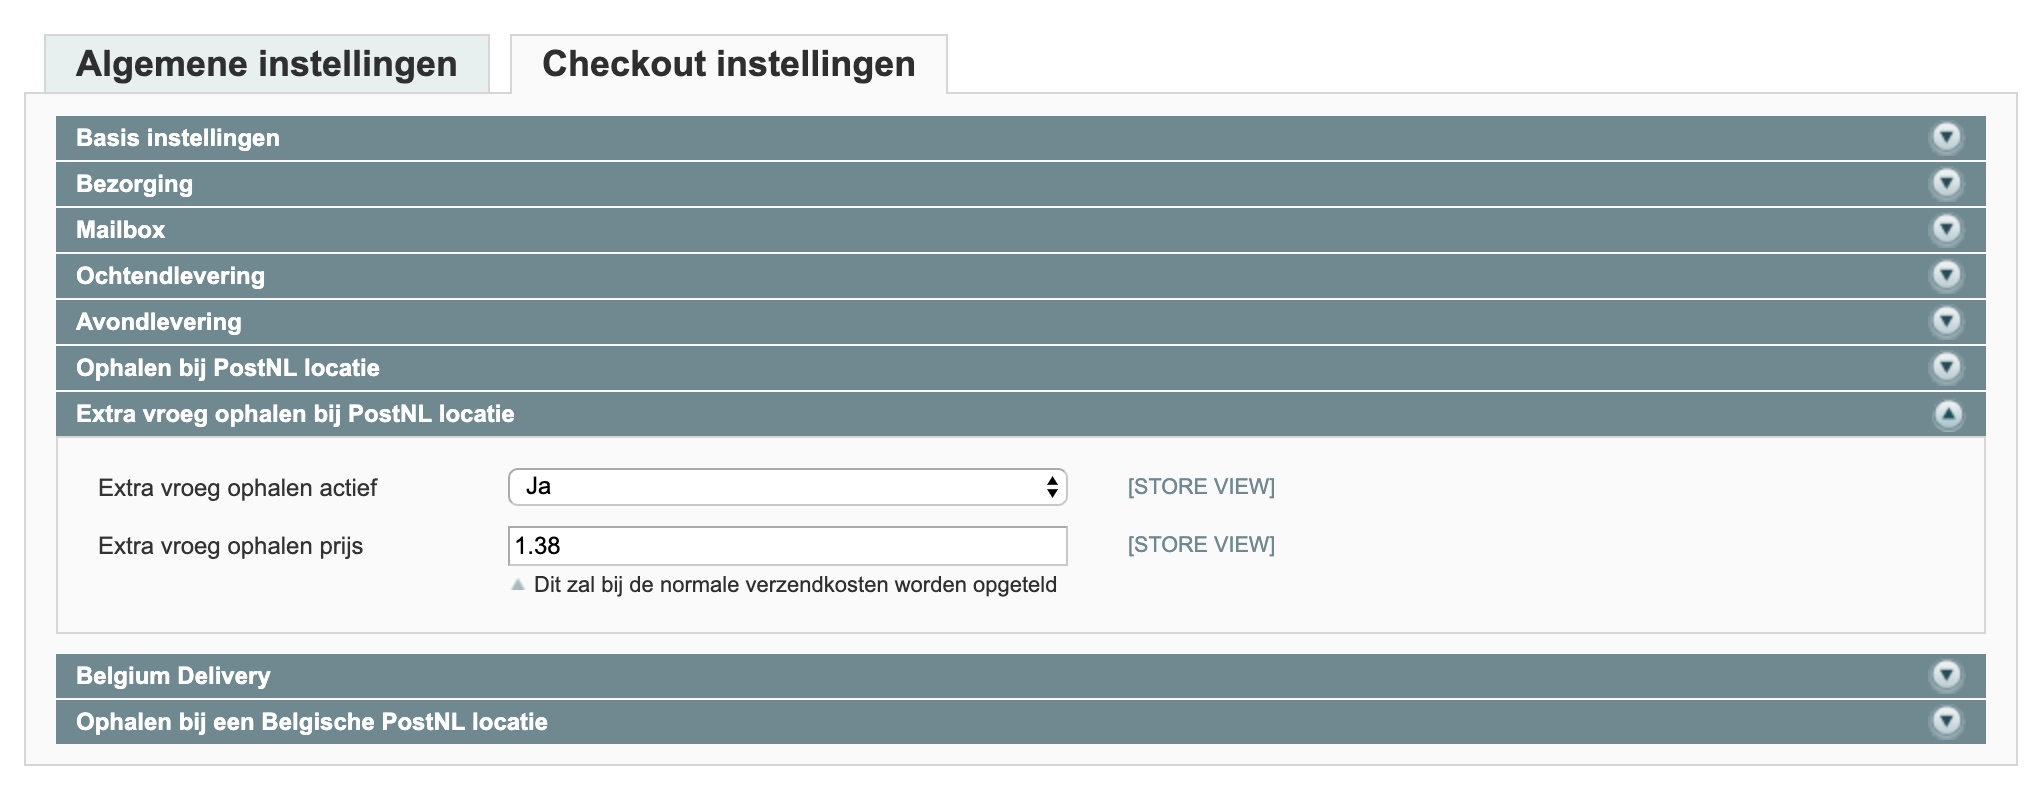 Algemene instellingen
Checkout instellingen
Basis instellingen
Bezorging
Mailbox
Ochtendlevering
Avondlevering
Ophalen bij PostNL locatie
Extra vroeg ophalen bij PostNL locatie
Extra vroeg ophalen actief
Ja
[STORE VIEW]
Extra vroeg ophalen prijs
1.38
[STORE VIEW]
Dit zal bij de normale verzendkosten worden opgeteld
Belgium Delivery
Ophalen bij een Belgische PostNL locatie